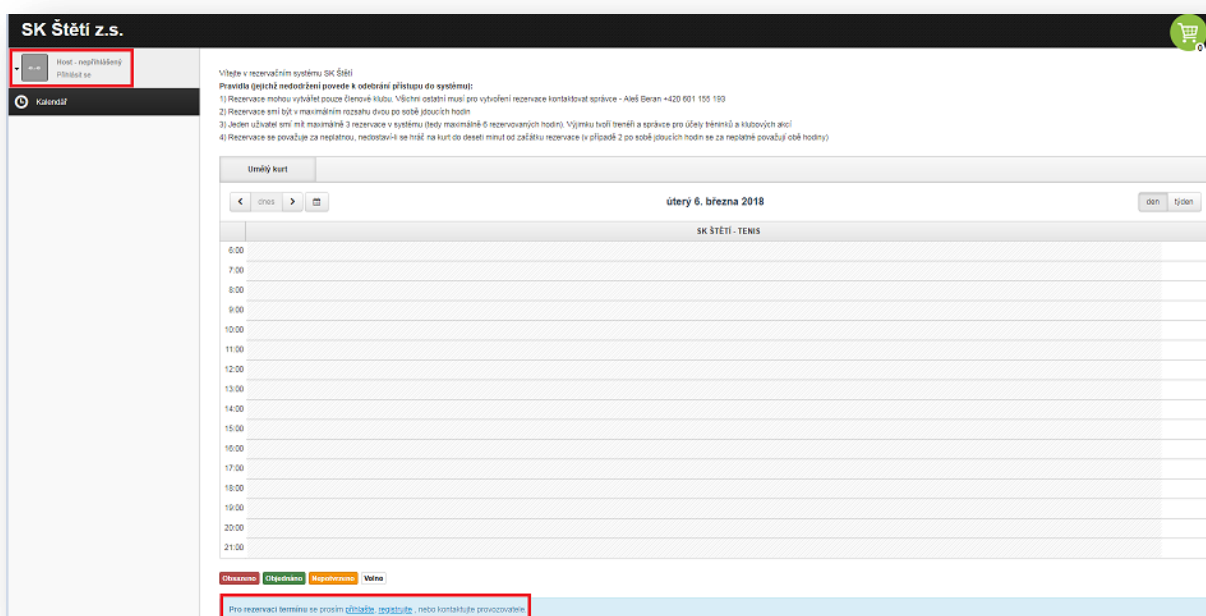 SK Štětí z.s.
0
Host - nepřihlášený
Přihlásit se
Kalendář
Vítejte v rezervačním systému SK Štětí
Pravidla (jejichž nedodržení povede k odebrání přístupu do systému):
1) Rezervace mohou vytvářet pouze členové klubu. Všichni ostatní musí pro vytvoření rezervace kontaktovat správce - Aleš Beran +420 601 155 193
2) Rezervace smí být v maximálním rozsahu dvou po sobě jdoucích hodin
3) Jeden uživatel smí mít maximálně 3 rezervace v systému (tedy maximálně 6 rezervovaných hodin). Výjimku tvoří trenéři a správce pro účely tréninků a klubových akcí
4) Rezervace se považuje za neplatnou, nedostaví-li se hráč na kurt do deseti minut od začátku rezervace (v případě 2 po sobě jdoucích hodin se za neplatné považují obě hodiny)
Umělý kurt
dnes
úterý 6. března 2018
den týden
SK ŠTĚTÍ - TENIS
6:00
7:00
8:00
9:00
10:00
11:00
12:00
13:00
14:00
15:00
16:00
17:00
18:00
19:00
20:00
21:00
Obsazeno Objednáno Nepotvrzeno Volno
Pro rezervaci termínu se prosím přihlašte, registrujte , nebo kontaktujte provozovatele.